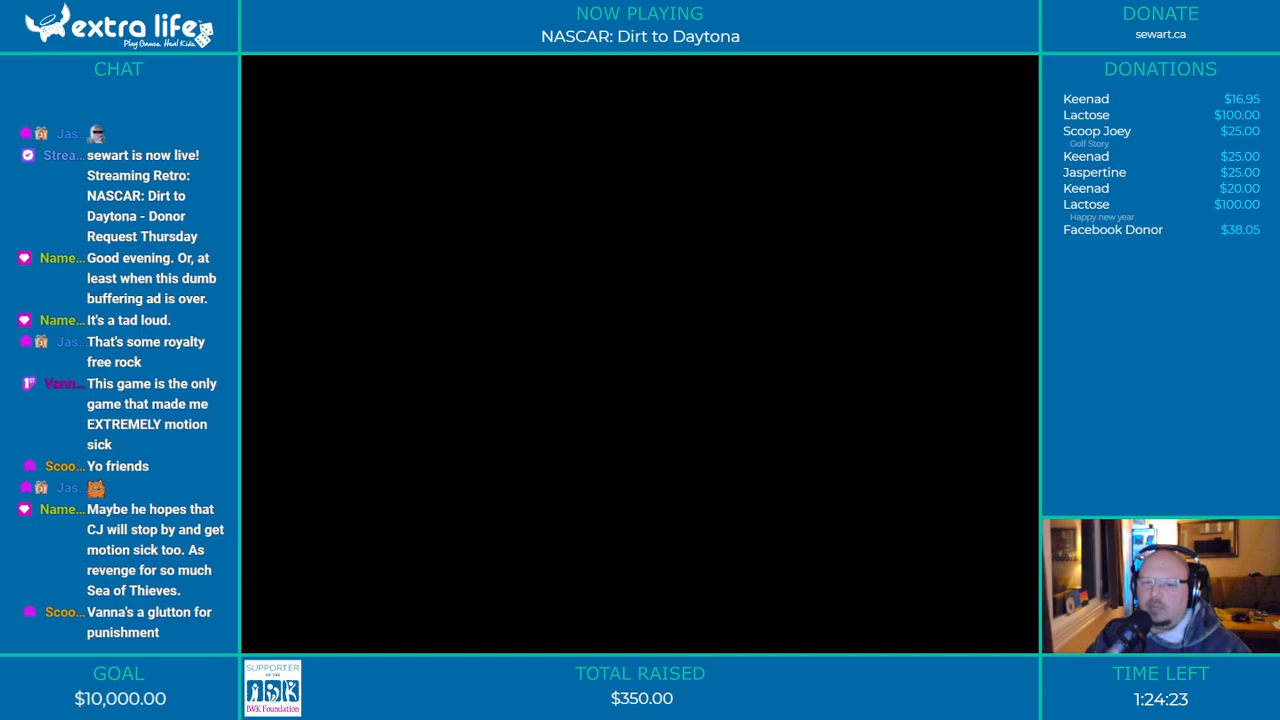 extra life
Play Games. Heal Kids.
NOW PLAYING
NASCAR: Dirt to Daytona
DONATE
sewart.ca
CHAT
Jas...
Strea... sewart is now live!
Streaming Retro:
NASCAR: Dirt to
Daytona - Donor
Request Thursday
Name... Good evening. Or, at
least when this dumb
buffering ad is over.
Name... It's a tad loud.
Jas... That's some royalty
free rock
Vann... This game is the only
game that made me
EXTREMELY motion
sick
Scoo... Yo friends
Jas...
Name... Maybe he hopes that
CJ will stop by and get
motion sick too. As
revenge for so much
Sea of Thieves.
Scoo... Vanna's a glutton for
punishment
DONATIONS
Keenad $16.95
Lactose $100.00
Scoop Joey $25.00
Golf Story
Keenad $25.00
Jaspertine $25.00
Keenad $20.00
Lactose $100.00
Happy new year.
Facebook Donor $38.05
GOAL
$10,000.00
SUPPORTER
OF THE
IWK
IWK Foundation
TOTAL RAISED
$350.00
TIME LEFT
1:24:23